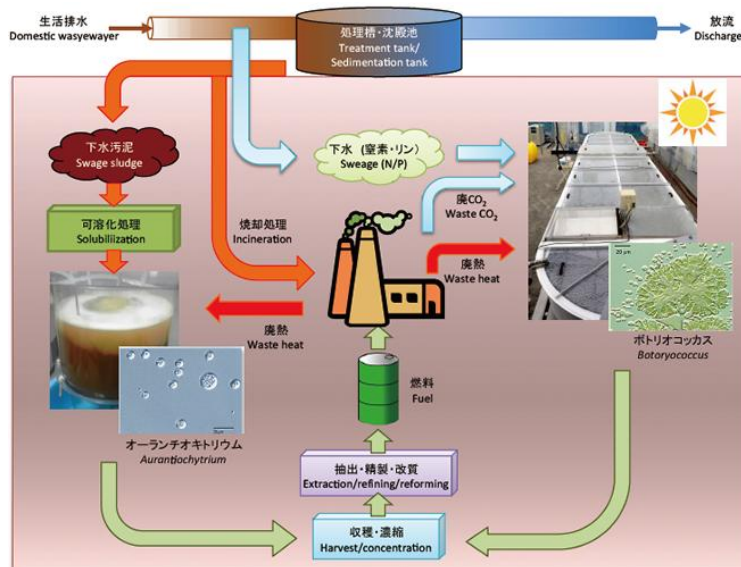 生活排水
Domestic wasyewayer
処理槽・沈殿池
Treatment tank/
Sedimentation tank
放流
Discharge
下水汚泥
Swage sludge
下水 (窒素・リン)
Sweage (N/P)
廃CO₂
Waste CO₂
可溶化処理
Solubiliization
焼却処理
Incineration
廃熱
Waste heat
廃熱
Waste heat
20 μm
ボトリオコッカス
Botoryococcus
燃料
Fuel
オーランチオキトリウム
Aurantiochytrium
抽出・精製・改質
Extraction/refining/reforming
収穫・濃縮
Harvest/concentration